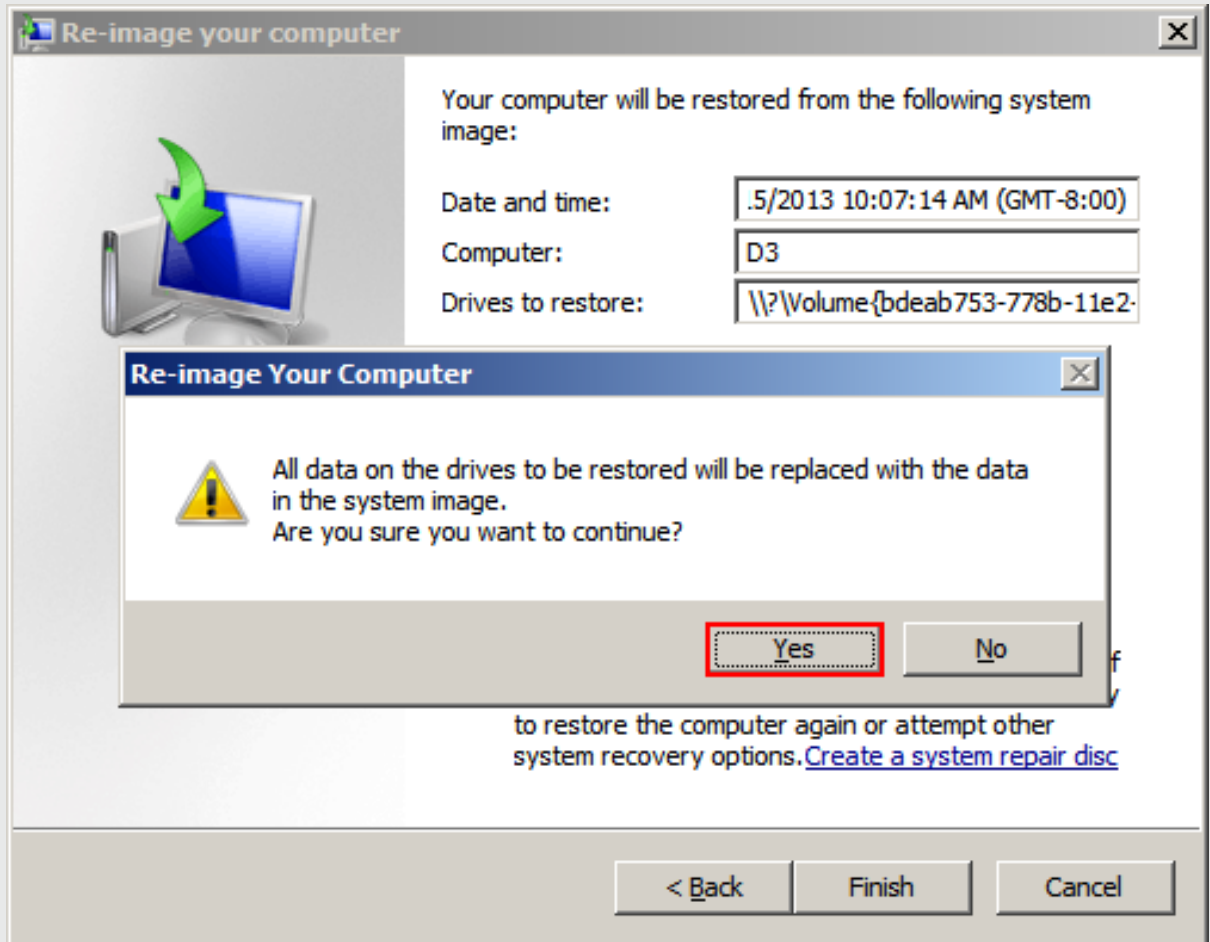 Re-image your computer
Your computer will be restored from the following system
image:
Date and time:
.5/2013 10:07:14 AM (GMT-8:00)
Computer:
D3
Drives to restore:
\\?\Volume{bdeab753-778b-11e2-
Re-image Your Computer
All data on the drives to be restored will be replaced with the data
in the system image.
Are you sure you want to continue?
Yes
No
to restore the computer again or attempt other
system recovery options. Create a system repair disc
< Back
Finish
Cancel